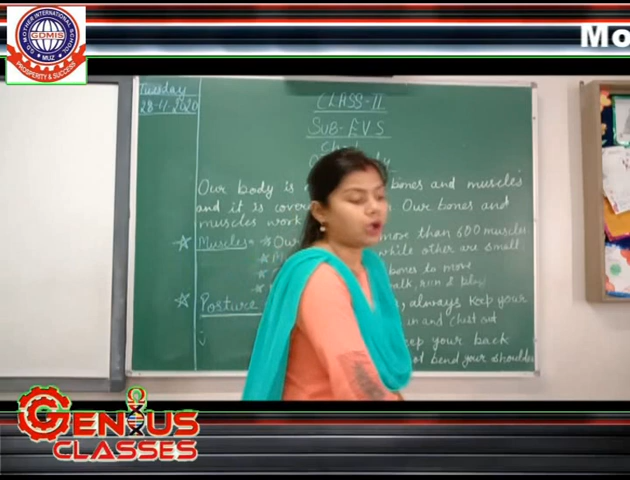 Mo
G.D. MOTHER INTERNATIONAL SCHOOL
GDMIS
MUZ
PROSPERITY & SUCCESS
Tuesday
28-11-2020
CLASS-II
SUB-EVS
Our body is bones and muscles
and it is Our bones and
muscles work
Muscles more than 600 muscles
while other are small.
bones to move
walk, run & play
Posture , always keep your
in and chest out
keep your back
not bend your shoulder
GENIUS
CLASSES